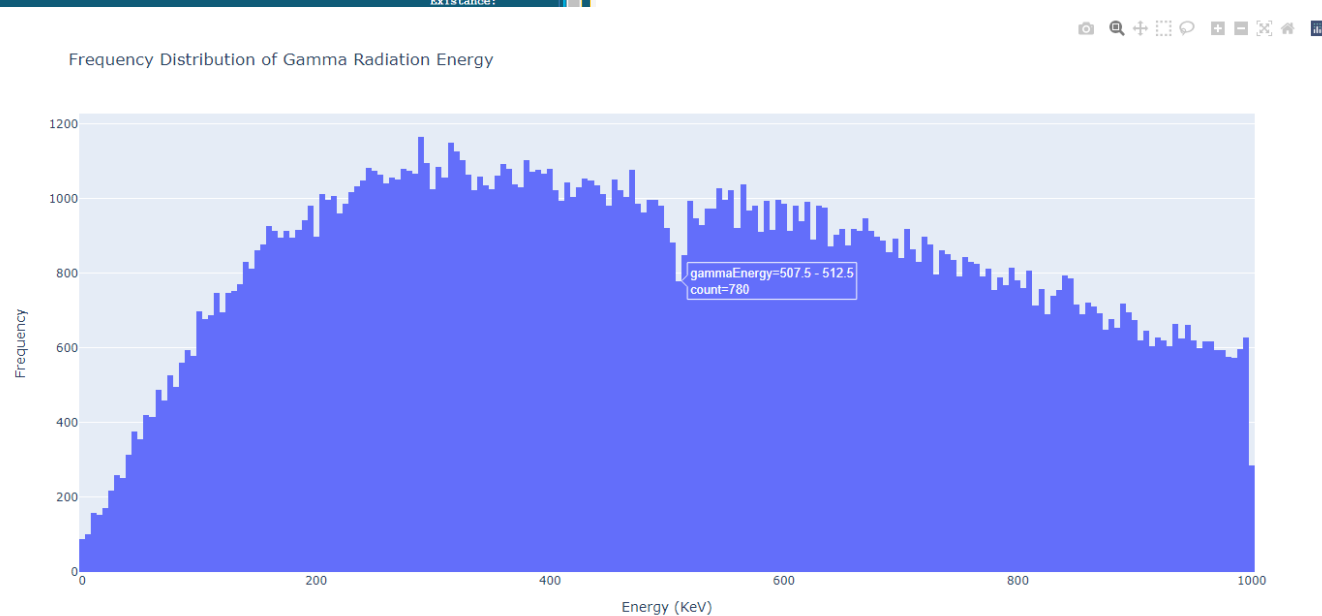 Existance:
Frequency Distribution of Gamma Radiation Energy
1200
1000
800
600
400
200
0
Frequency
gammaEnergy=507.5 - 512.5
count=780
0
200
400
600
800
1000
Energy (KeV)